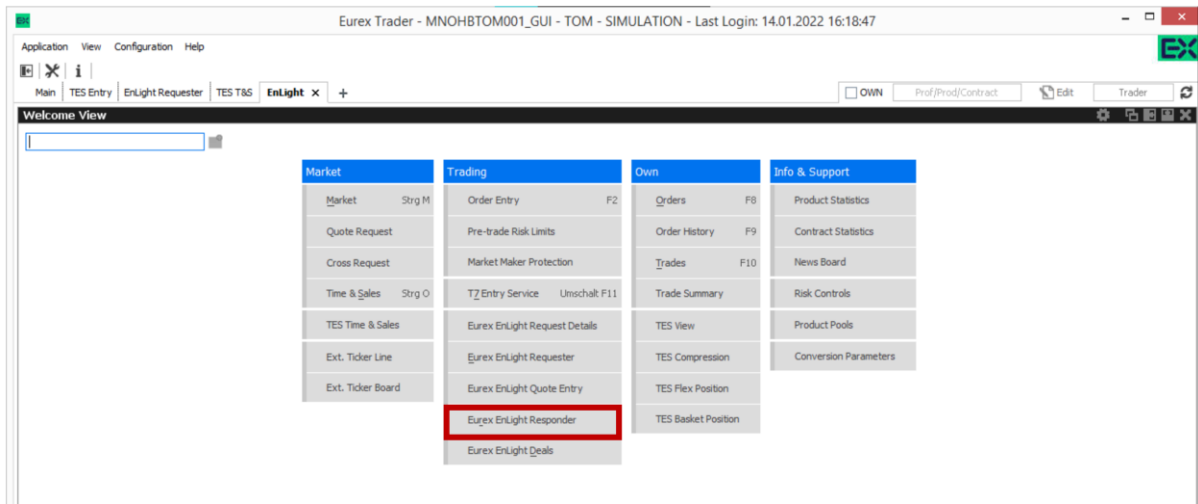 EX
Eurex Trader - MNOHBTOM001_GUI - TOM - SIMULATION - Last Login: 14.01.2022 16:18:47
Application View Configuration Help
EX
Main TES Entry EnLight Requester TES T&S EnLight × + OWN Prof/Prod/Contract Edit Trader
Welcome View
Market Trading Own Info & Support
Market Strg M Order Entry F2 Orders F8 Product Statistics
Quote Request Pre-trade Risk Limits Order History F9 Contract Statistics
Cross Request Market Maker Protection Trades F10 News Board
Time & Sales Strg O T7 Entry Service Umschalt F11 Trade Summary Risk Controls
TES Time & Sales Eurex EnLight Request Details TES View Product Pools
Ext. Ticker Line Eurex EnLight Requester TES Compression Conversion Parameters
Ext. Ticker Board Eurex EnLight Quote Entry TES Flex Position
Eurex EnLight Responder TES Basket Position
Eurex EnLight Deals